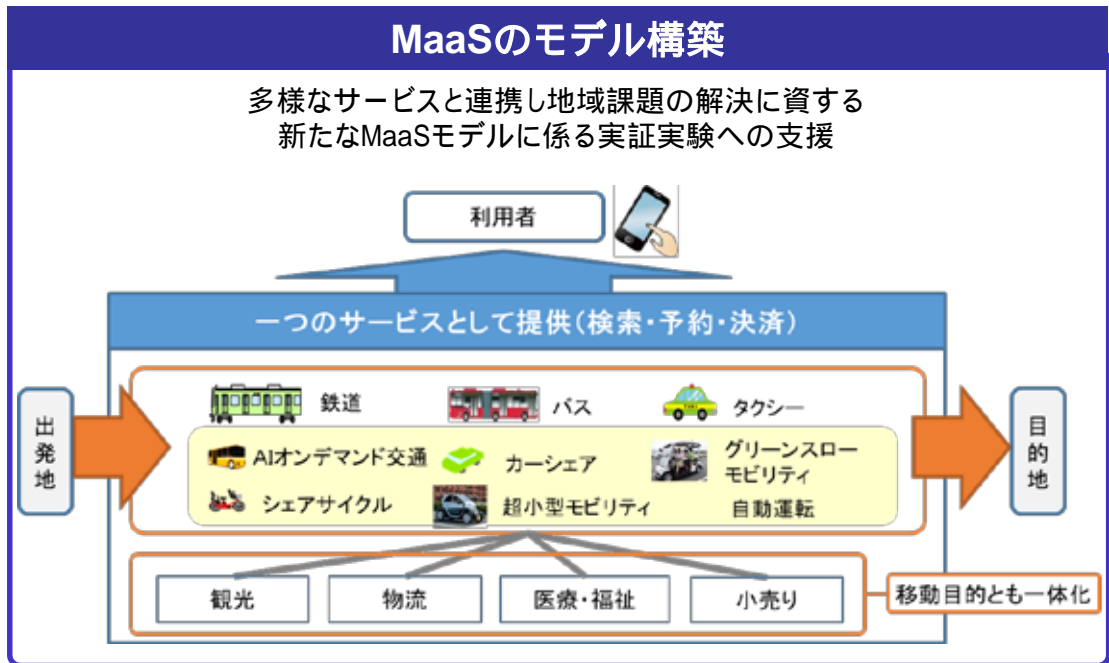 MaaSのモデル構築
多様なサービスと連携し地域課題の解決に資する
新たなMaaSモデルに係る実証実験への支援
利用者
一つのサービスとして提供(検索・予約・決済)
出発地
鉄道
バス
タクシー
AIオンデマンド交通
カーシェア
グリーンスロー
モビリティ
シェアサイクル
超小型モビリティ
自動運転
目的地
観光
物流
医療・福祉
小売り
移動目的とも一体化